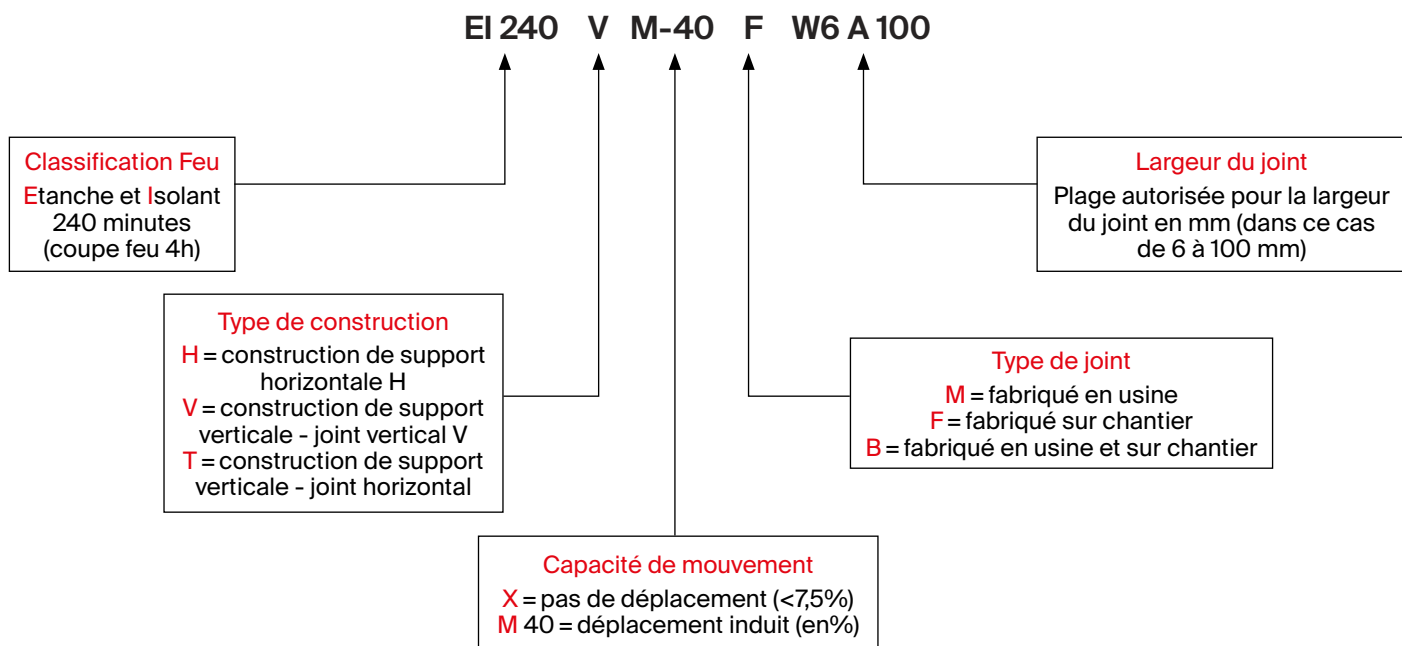 EI 240 V M-40 F W6 A 100
Classification Feu
Etanche et Isolant
240 minutes
(coupe feu 4h)
Largeur du joint
Plage autorisée pour la largeur
du joint en mm (dans ce cas
de 6 à 100 mm)
Type de construction
H = construction de support
horizontale H
V = construction de support
verticale - joint vertical V
T = construction de support
verticale - joint horizontal
Type de joint
M = fabriqué en usine
F = fabriqué sur chantier
B = fabriqué en usine et sur chantier
Capacité de mouvement
X = pas de déplacement (<7,5%)
M 40 = déplacement induit (en%)